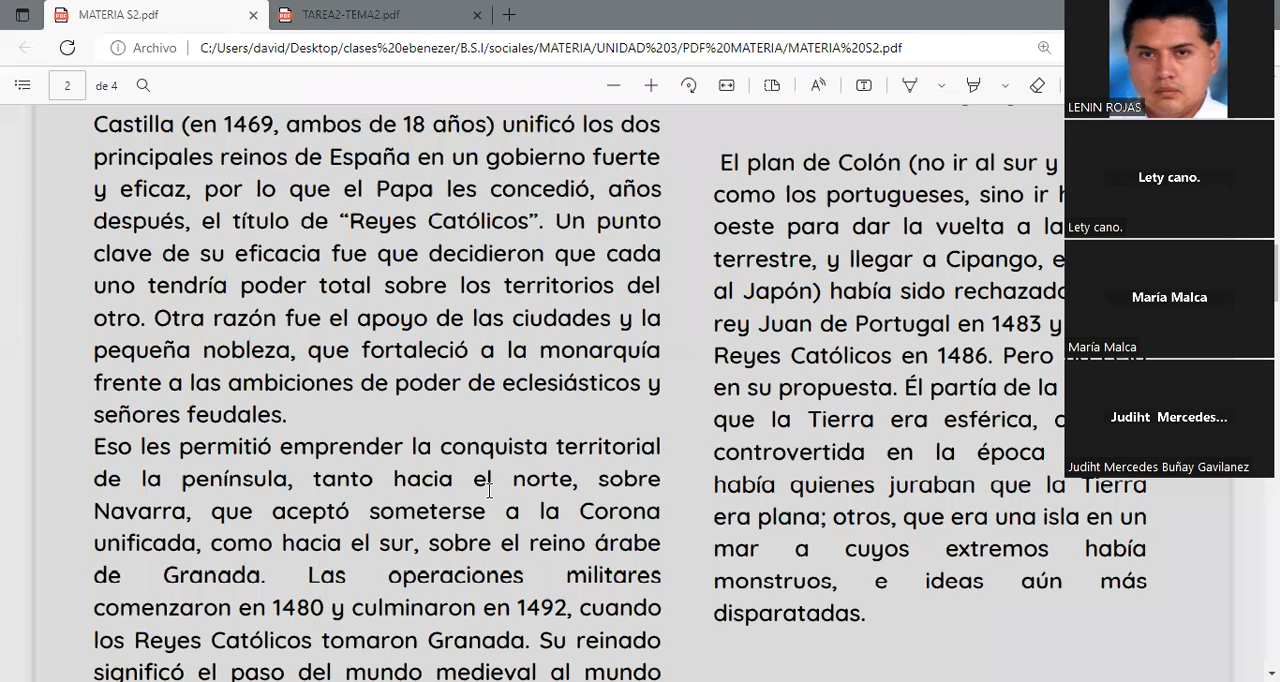 MATERIA S2.pdf
TAREA2-TEMA2.pdf
Archivo
C:/Users/david/Desktop/clases%20ebenezer/B.S.I/sociales/MATERIA/UNIDAD%203/PDF%20MATERIA/MATERIA%20S2.pdf
2 de 4
Castilla (en 1469, ambos de 18 años) unificó los dos
principales reinos de España en un gobierno fuerte
y eficaz, por lo que el Papa les concedió, años
después, el título de “Reyes Católicos”. Un punto
clave de su eficacia fue que decidieron que cada
uno tendría poder total sobre los territorios del
otro. Otra razón fue el apoyo de las ciudades y la
pequeña nobleza, que fortaleció a la monarquía
frente a las ambiciones de poder de eclesiásticos y
señores feudales.
Eso les permitió emprender la conquista territorial
de la península, tanto hacia el norte, sobre
Navarra, que aceptó someterse a la Corona
unificada, como hacia el sur, sobre el reino árabe
de Granada. Las operaciones militares
comenzaron en 1480 y culminaron en 1492, cuando
los Reyes Católicos tomaron Granada. Su reinado
significó el paso del mundo medieval al mundo
El plan de Colón (no ir al sur y
como los portugueses, sino ir
oeste para dar la vuelta a la
terrestre, y llegar a Cipango,
al Japón) había sido
rey Juan de Portugal en 1483 y
Reyes Católicos en 1486. Pero
en su propuesta. Él partía de la
que la Tierra era esférica,
controvertida en la época
había quienes juraban que la Tierra
era plana; otros, que era una isla en un
mar a cuyos extremos había
monstruos, e ideas aún más
disparatadas.
LENIN ROJAS
Lety cano.
Lety cano.
María Malca
María Malca
Judiht Mercedes...
Judiht Mercedes Buñay Gavilanez